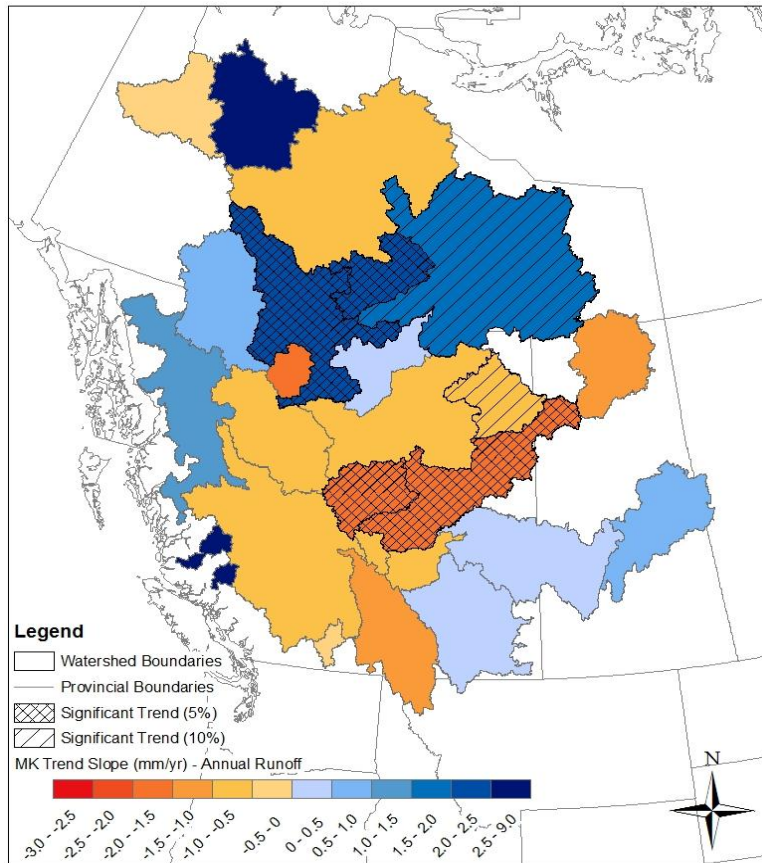 N
Legend
Watershed Boundaries
Provincial Boundaries
Significant Trend (5%)
Significant Trend (10%)
MK Trend Slope (mm/yr) - Annual Runoff
-3.0 - -2.5
-2.5 - -2.0
-2.0 - -1.5
-1.5 - -1.0
-1.0 - -0.5
-0.5 - 0
0 - 0.5
0.5 - 1.0
1.0 - 1.5
1.5 - 2.0
2.0 - 2.5
2.5 - 9.0